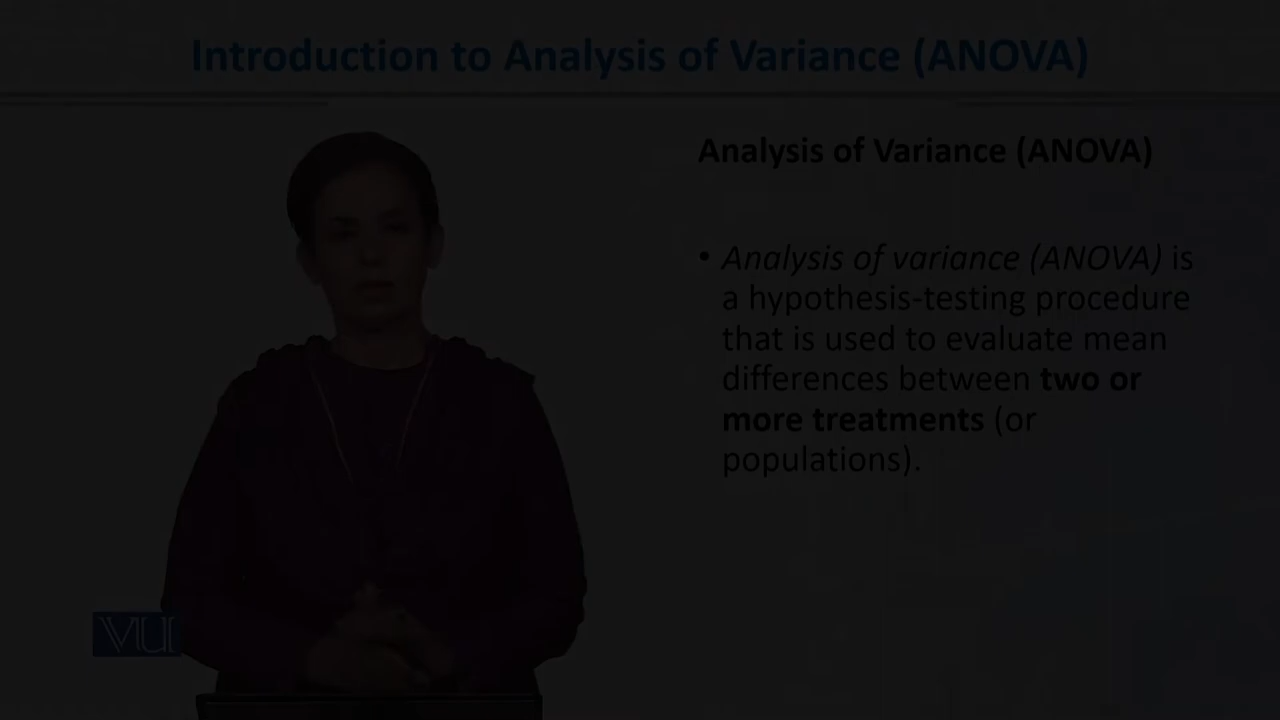 Introduction to Analysis of Variance (ANOVA)
Analysis of Variance (ANOVA)
• Analysis of variance (ANOVA) is
a hypothesis-testing procedure
that is used to evaluate mean
differences between two or
more treatments (or
populations).
VU